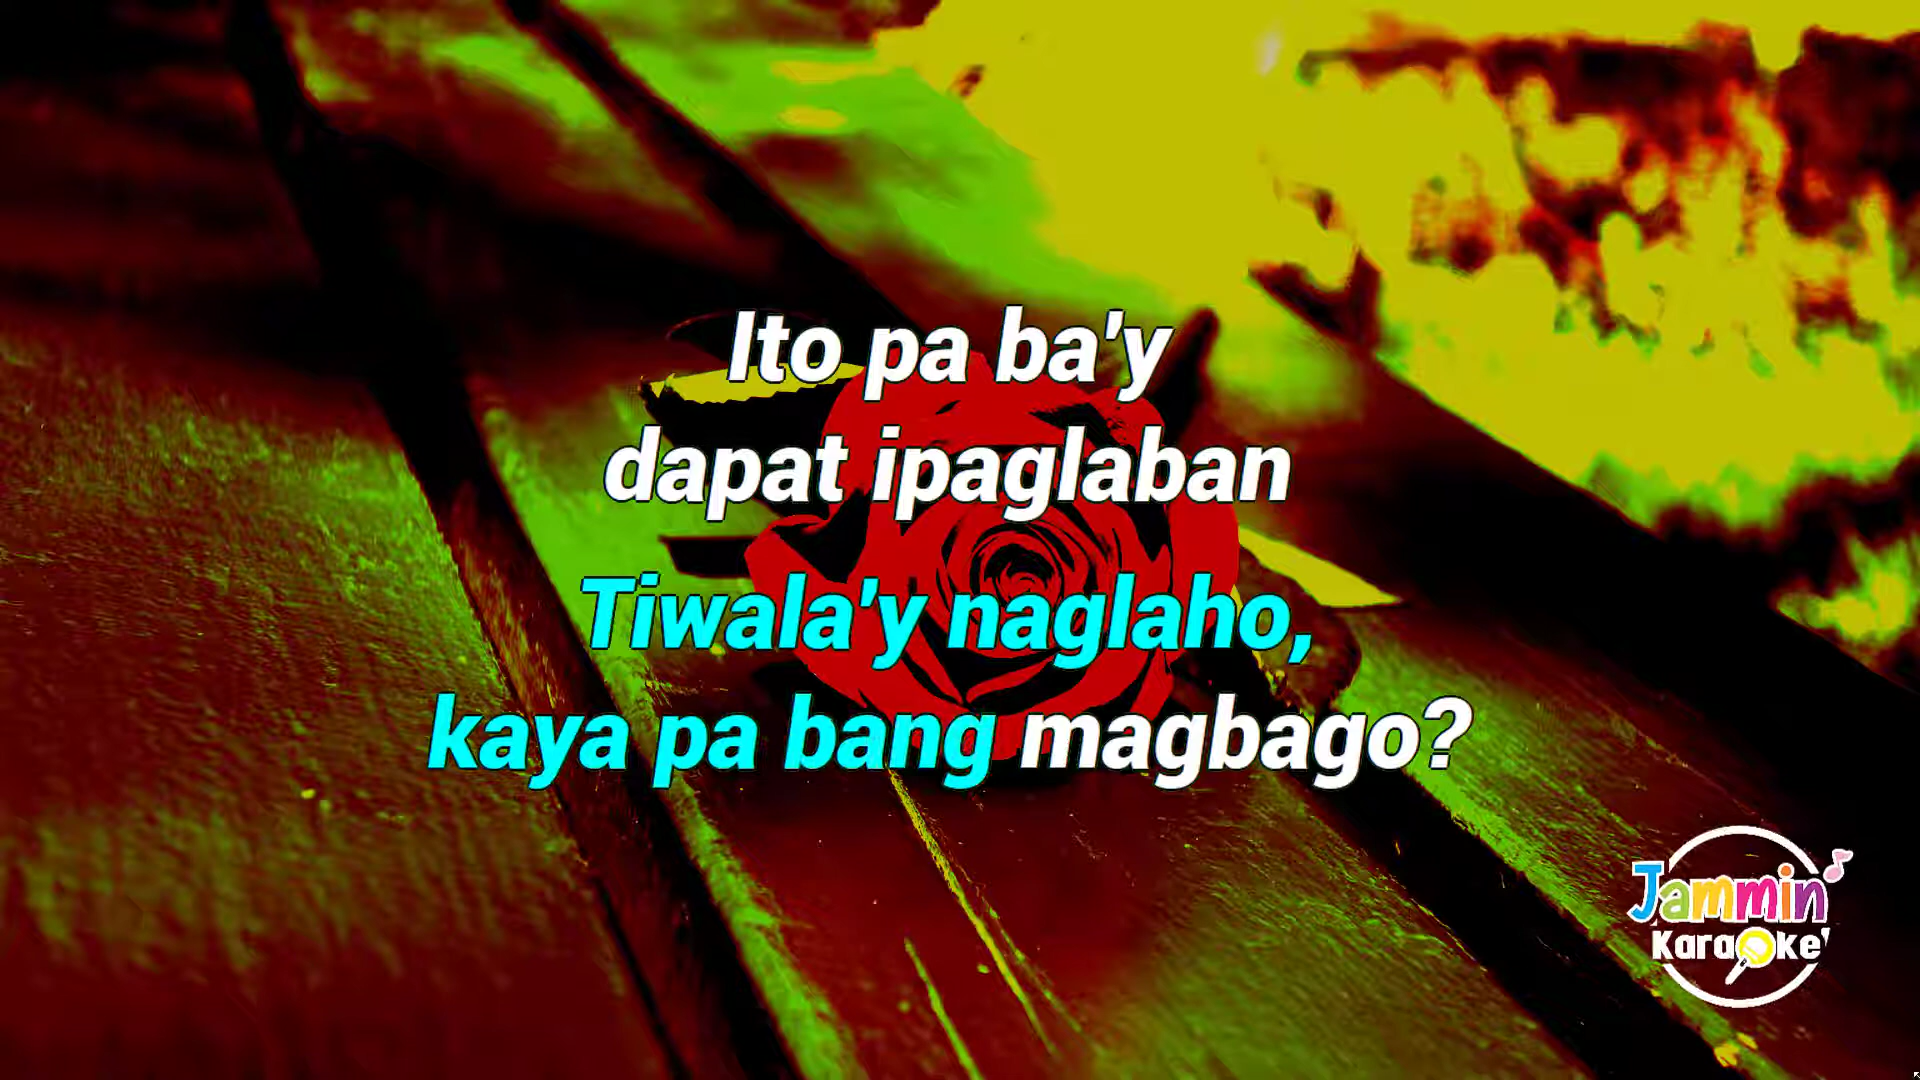 Ito pa ba'y
dapat ipaglaban
Tiwala'y naglaho,
kaya pa bang magbago?
Jammin'
Karaoke